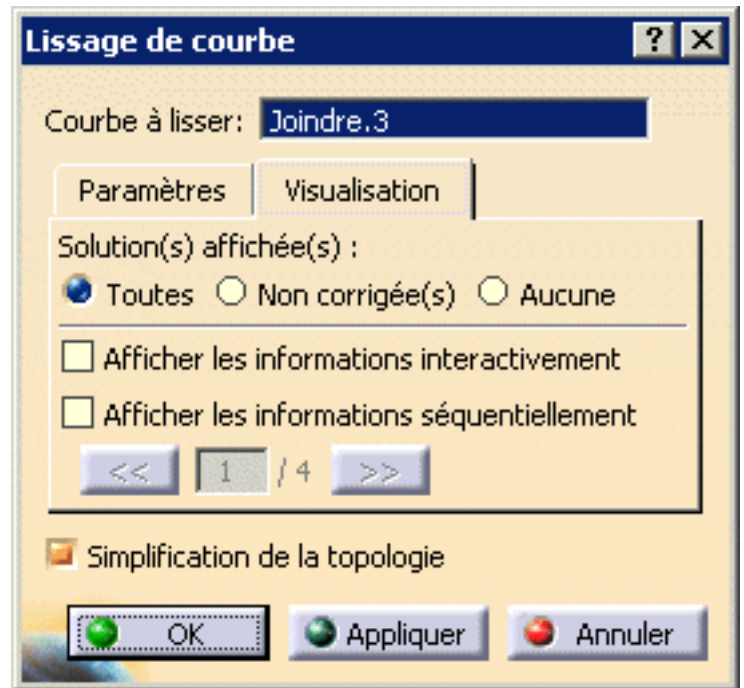 Lissage de courbe ? X
Courbe à lisser: Joindre.3
Paramètres Visualisation
Solution(s) affichée(s) :
Toutes Non corrigée(s) Aucune
Afficher les informations interactivement
Afficher les informations séquentiellement
<< 1 / 4 >>
Simplification de la topologie
OK Appliquer Annuler